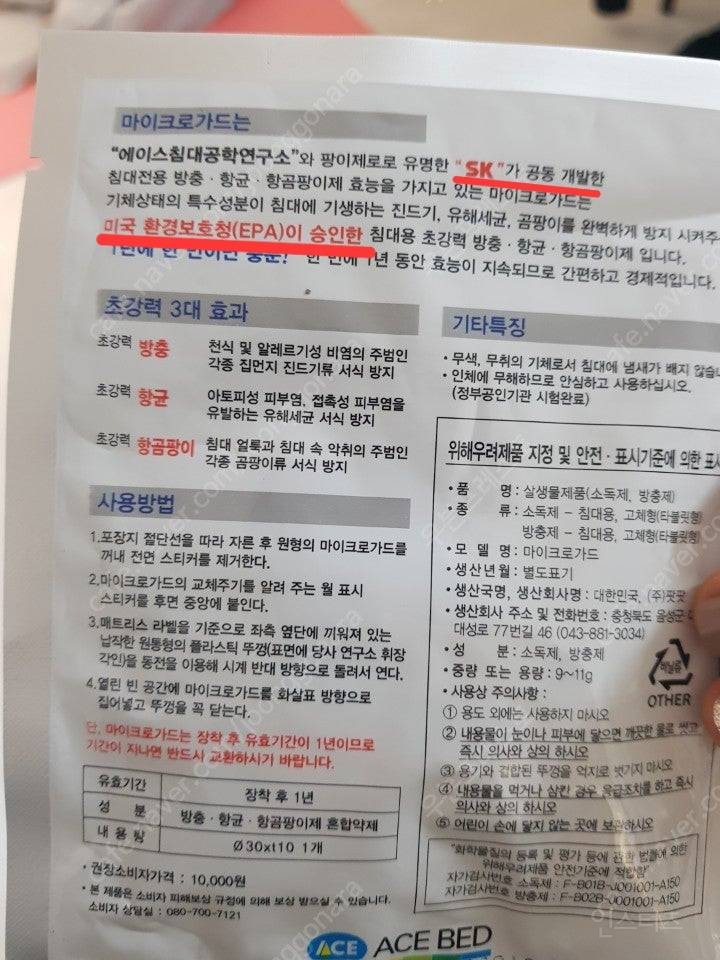 마이크로가드는
"에이스침대공학연구소"와 팡이제로로 유명한 "SK"가 공동 개발한
침대전용 방충·항균·항곰팡이제 효능을 가지고 있는 마이크로가드는
기체상태의 특수성분이 침대에 기생하는 진드기, 유해세균, 곰팡이를 완벽하게 방지 시켜주
미국 환경보호청(EPA)이 승인한 침대용 초강력 방충·항균·항곰팡이제 입니다.
1년에 한 번이면 충분! 한 번에 1년 동안 효능이 지속되므로 간편하고 경제적입니다.
초강력 3대 효과
초강력 방충 천식 및 알레르기성 비염의 주범인
각종 집먼지 진드기류 서식 방지
초강력 항균 아토피성 피부염, 접촉성 피부염을
유발하는 유해세균 서식 방지
초강력 항곰팡이 침대 얼룩과 침대 속 악취의 주범인
각종 곰팡이류 서식 방지
사용방법
1.포장지 절단선을 따라 자른 후 원형의 마이크로가드를
꺼내 전면 스티커를 제거한다.
2.마이크로가드의 교체주기를 알려 주는 월 표시
스티커를 후면 중앙에 붙인다.
3.매트리스 라벨을 기준으로 좌측 옆단에 끼워져 있는
납작한 원통형의 플라스틱 뚜껑(표면에 당사 연구소 휘장
각인)을 동전을 이용해 시계 반대 방향으로 돌려서 연다.
4.열린 빈 공간에 마이크로가드를 화살표 방향으로
집어넣고 뚜껑을 꼭 닫는다.
단, 마이크로가드는 장착 후 유효기간이 1년이므로
기간이 지나면 반드시 교환하시기 바랍니다.
유효기간 장착 후 1년
성 분 방충·항균·항곰팡이제 혼합약제
내 용 량 Ø30xt10 1개
· 권장소비자가격 : 10,000원
· 본 제품은 소비자 피해보상 규정에 의해 보상 받으실 수 있습니다.
소비자 상담실 : 080-700-7121
기타특징
· 무색, 무취의 기체로서 침대에 냄새가 배지 않습니
· 인체에 무해하므로 안심하고 사용하십시오.
(정부공인기관 시험완료)
위해우려제품 지정 및 안전·표시기준에 의한 표시
· 품 명 : 살생물제품(소독제, 방충제)
· 종 류 : 소독제 - 침대용, 고체형(타블릿형)
방충제 - 침대용, 고체형(타블릿형)
· 모 델 명 : 마이크로가드
· 생산년월 : 별도표기
· 생산국명, 생산회사명 : 대한민국, (주)팟팟
· 생산회사 주소 및 전화번호 : 충청북도 음성군
대성로 77번길 46 (043-881-3034)
· 성 분 : 소독제, 방충제
· 중량 또는 용량 : 9~11g
· 사용상 주의사항 :
① 용도 외에는 사용하지 마시오
② 내용물이 눈이나 피부에 닿으면 깨끗한 물로 씻고
즉시 의사와 상의 하시오
③ 용기와 결합된 뚜껑을 억지로 벗기지 마시오
④ 내용물을 먹거나 삼킨 경우 응급조치를 하고 즉시
의사와 상의 하시오
⑤ 어린이 손에 닿지 않는 곳에 보관하시오
"화학물질의 등록 및 평가 등에 관한 법률에 의한
위해우려제품 안전기준에 적합함"
자가검사번호 소독제 : F-B01B-J001001-A150
자가검사번호 방충제 : F-B02B-J001001-A150
비닐류
OTHER
ACE ACE BED
인스티즈